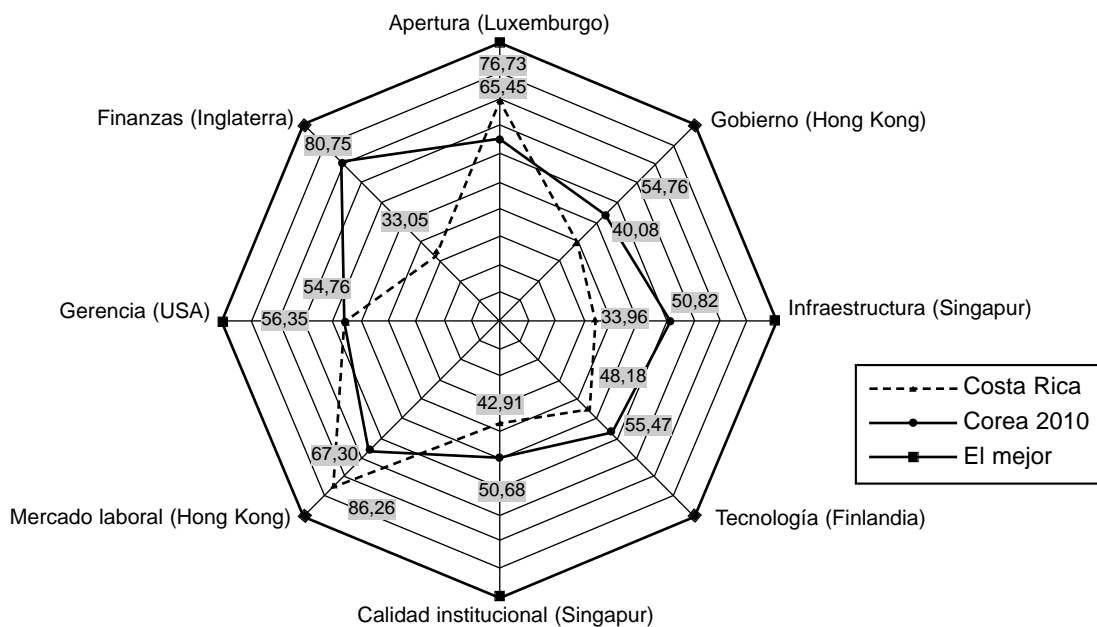 Apertura (Luxemburgo)
76,73
65,45
Finanzas (Inglaterra)
Gobierno (Hong Kong)
80,75
54,76
33,05
40,08
54,76
50,82
Gerencia (USA)
56,35
33,96
Infraestructura (Singapur)
48,18
Costa Rica
42,91
Corea 2010
55,47
67,30
El mejor
50,68
86,26
Mercado laboral (Hong Kong)
Tecnología (Finlandia)
Calidad institucional (Singapur)